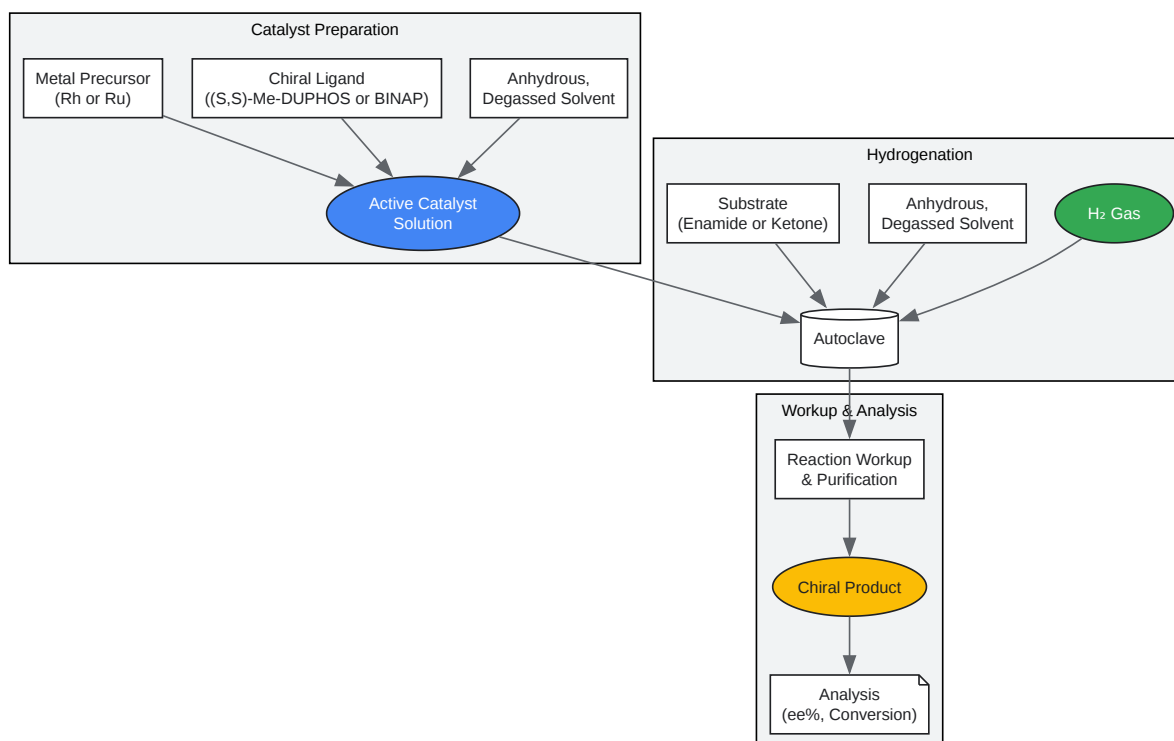 Catalyst Preparation
Metal Precursor
(Rh or Ru)
Chiral Ligand
((S,S)-Me-DUPHOS or BINAP)
Anhydrous,
Degassed Solvent
Active Catalyst
Solution
Hydrogenation
Substrate
(Enamide or Ketone)
Anhydrous,
Degassed Solvent
H₂ Gas
Autoclave
Workup & Analysis
Reaction Workup
& Purification
Chiral Product
Analysis
(ee%, Conversion)